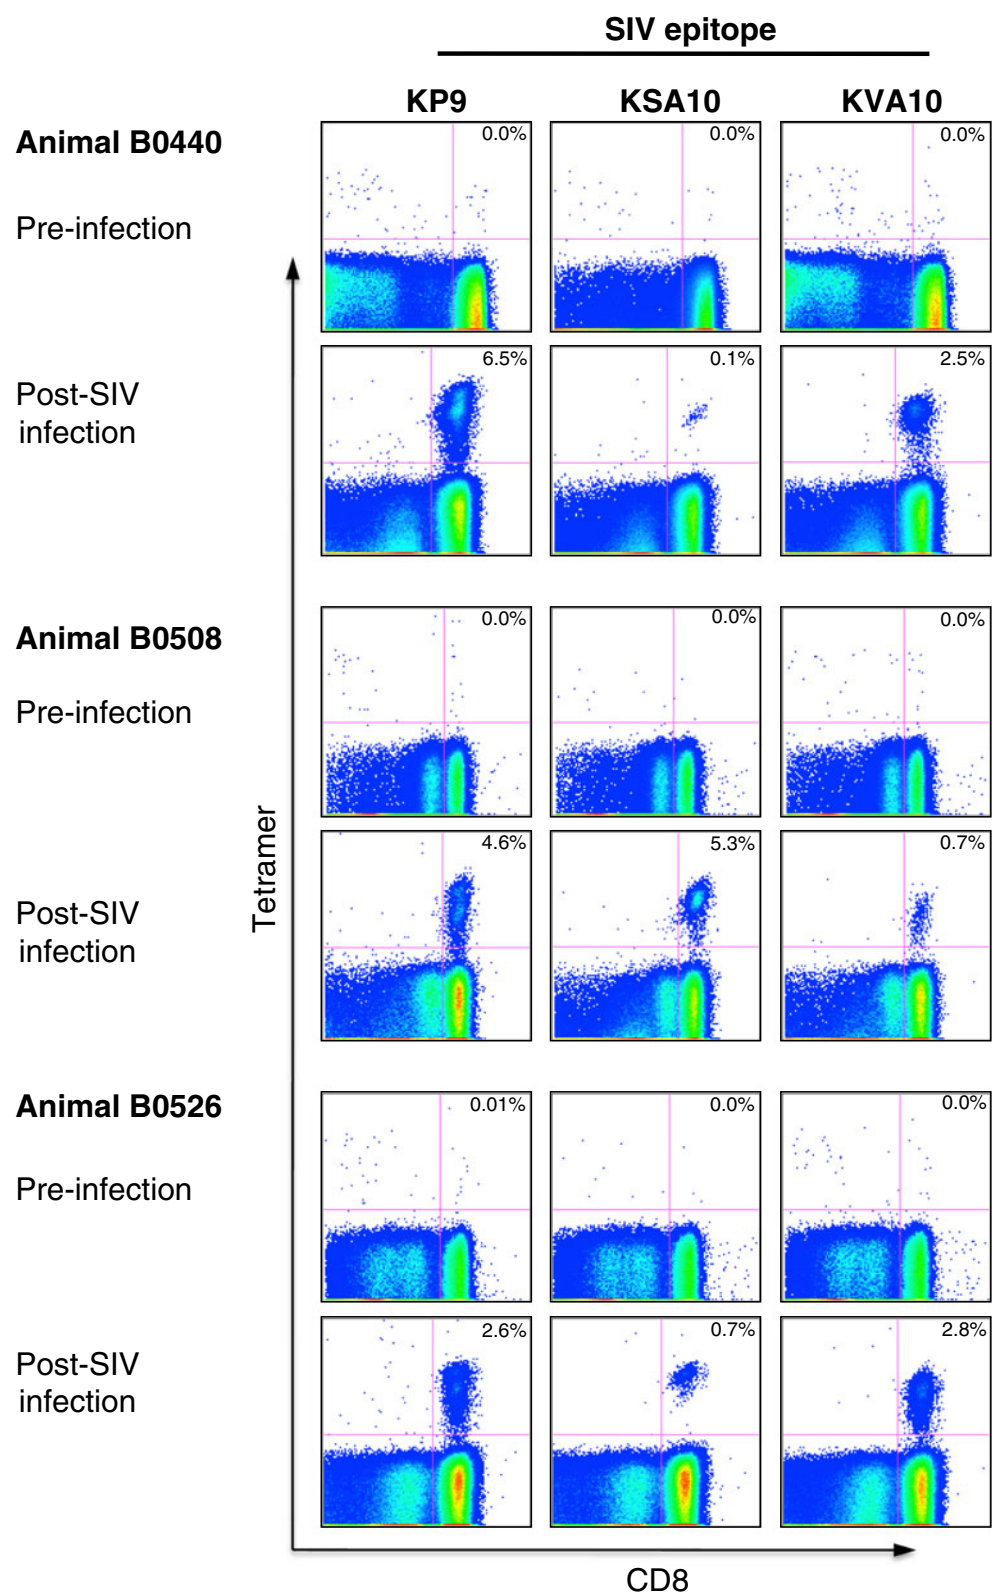 SIV epitope
KP9 KSA10 KVA10
Animal B0440
0.0% 0.0% 0.0%
Pre-infection
6.5% 0.1% 2.5%
Post-SIV
infection
Animal B0508
0.0% 0.0% 0.0%
Pre-infection
4.6% 5.3% 0.7%
Post-SIV
infection
Animal B0526
0.01% 0.0% 0.0%
Pre-infection
2.6% 0.7% 2.8%
Post-SIV
infection
Tetramer
CD8